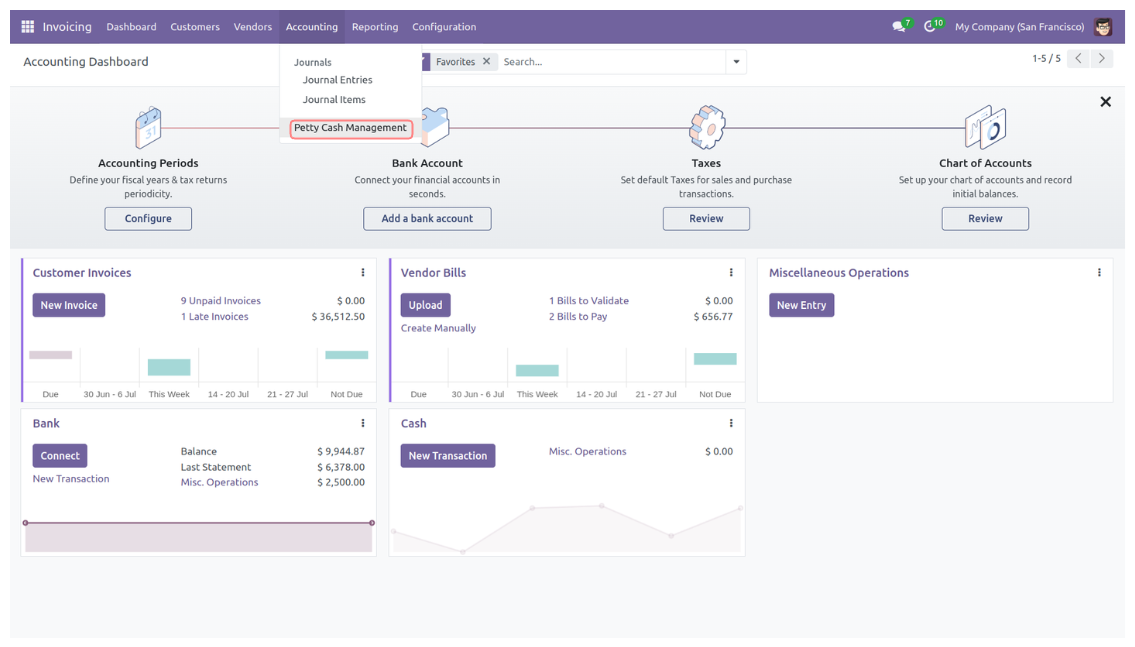 Invoicing Dashboard Customers Vendors Accounting Reporting Configuration 7 10 My Company (San Francisco)
Accounting Dashboard Favorites Search... 1-5 / 5
Journals
Journal Entries
Journal Items
Petty Cash Management
31
Accounting Periods
Define your fiscal years & tax returns
periodicity.
Configure
Bank Account
Connect your financial accounts in
seconds.
Add a bank account
Taxes
Set default Taxes for sales and purchase
transactions.
Review
Chart of Accounts
Set up your chart of accounts and record
initial balances.
Review
Customer Invoices
New Invoice
9 Unpaid Invoices $ 0.00
1 Late Invoices $ 36,512.50
Due 30 Jun - 6 Jul This Week 14 - 20 Jul 21 - 27 Jul Not Due
Vendor Bills
Upload
Create Manually
1 Bills to Validate $ 0.00
2 Bills to Pay $ 656.77
Due 30 Jun - 6 Jul This Week 14 - 20 Jul 21 - 27 Jul Not Due
Miscellaneous Operations
New Entry
Bank
Connect
New Transaction
Balance $ 9,944.87
Last Statement $ 6,378.00
Misc. Operations $ 2,500.00
Cash
New Transaction
Misc. Operations $ 0.00